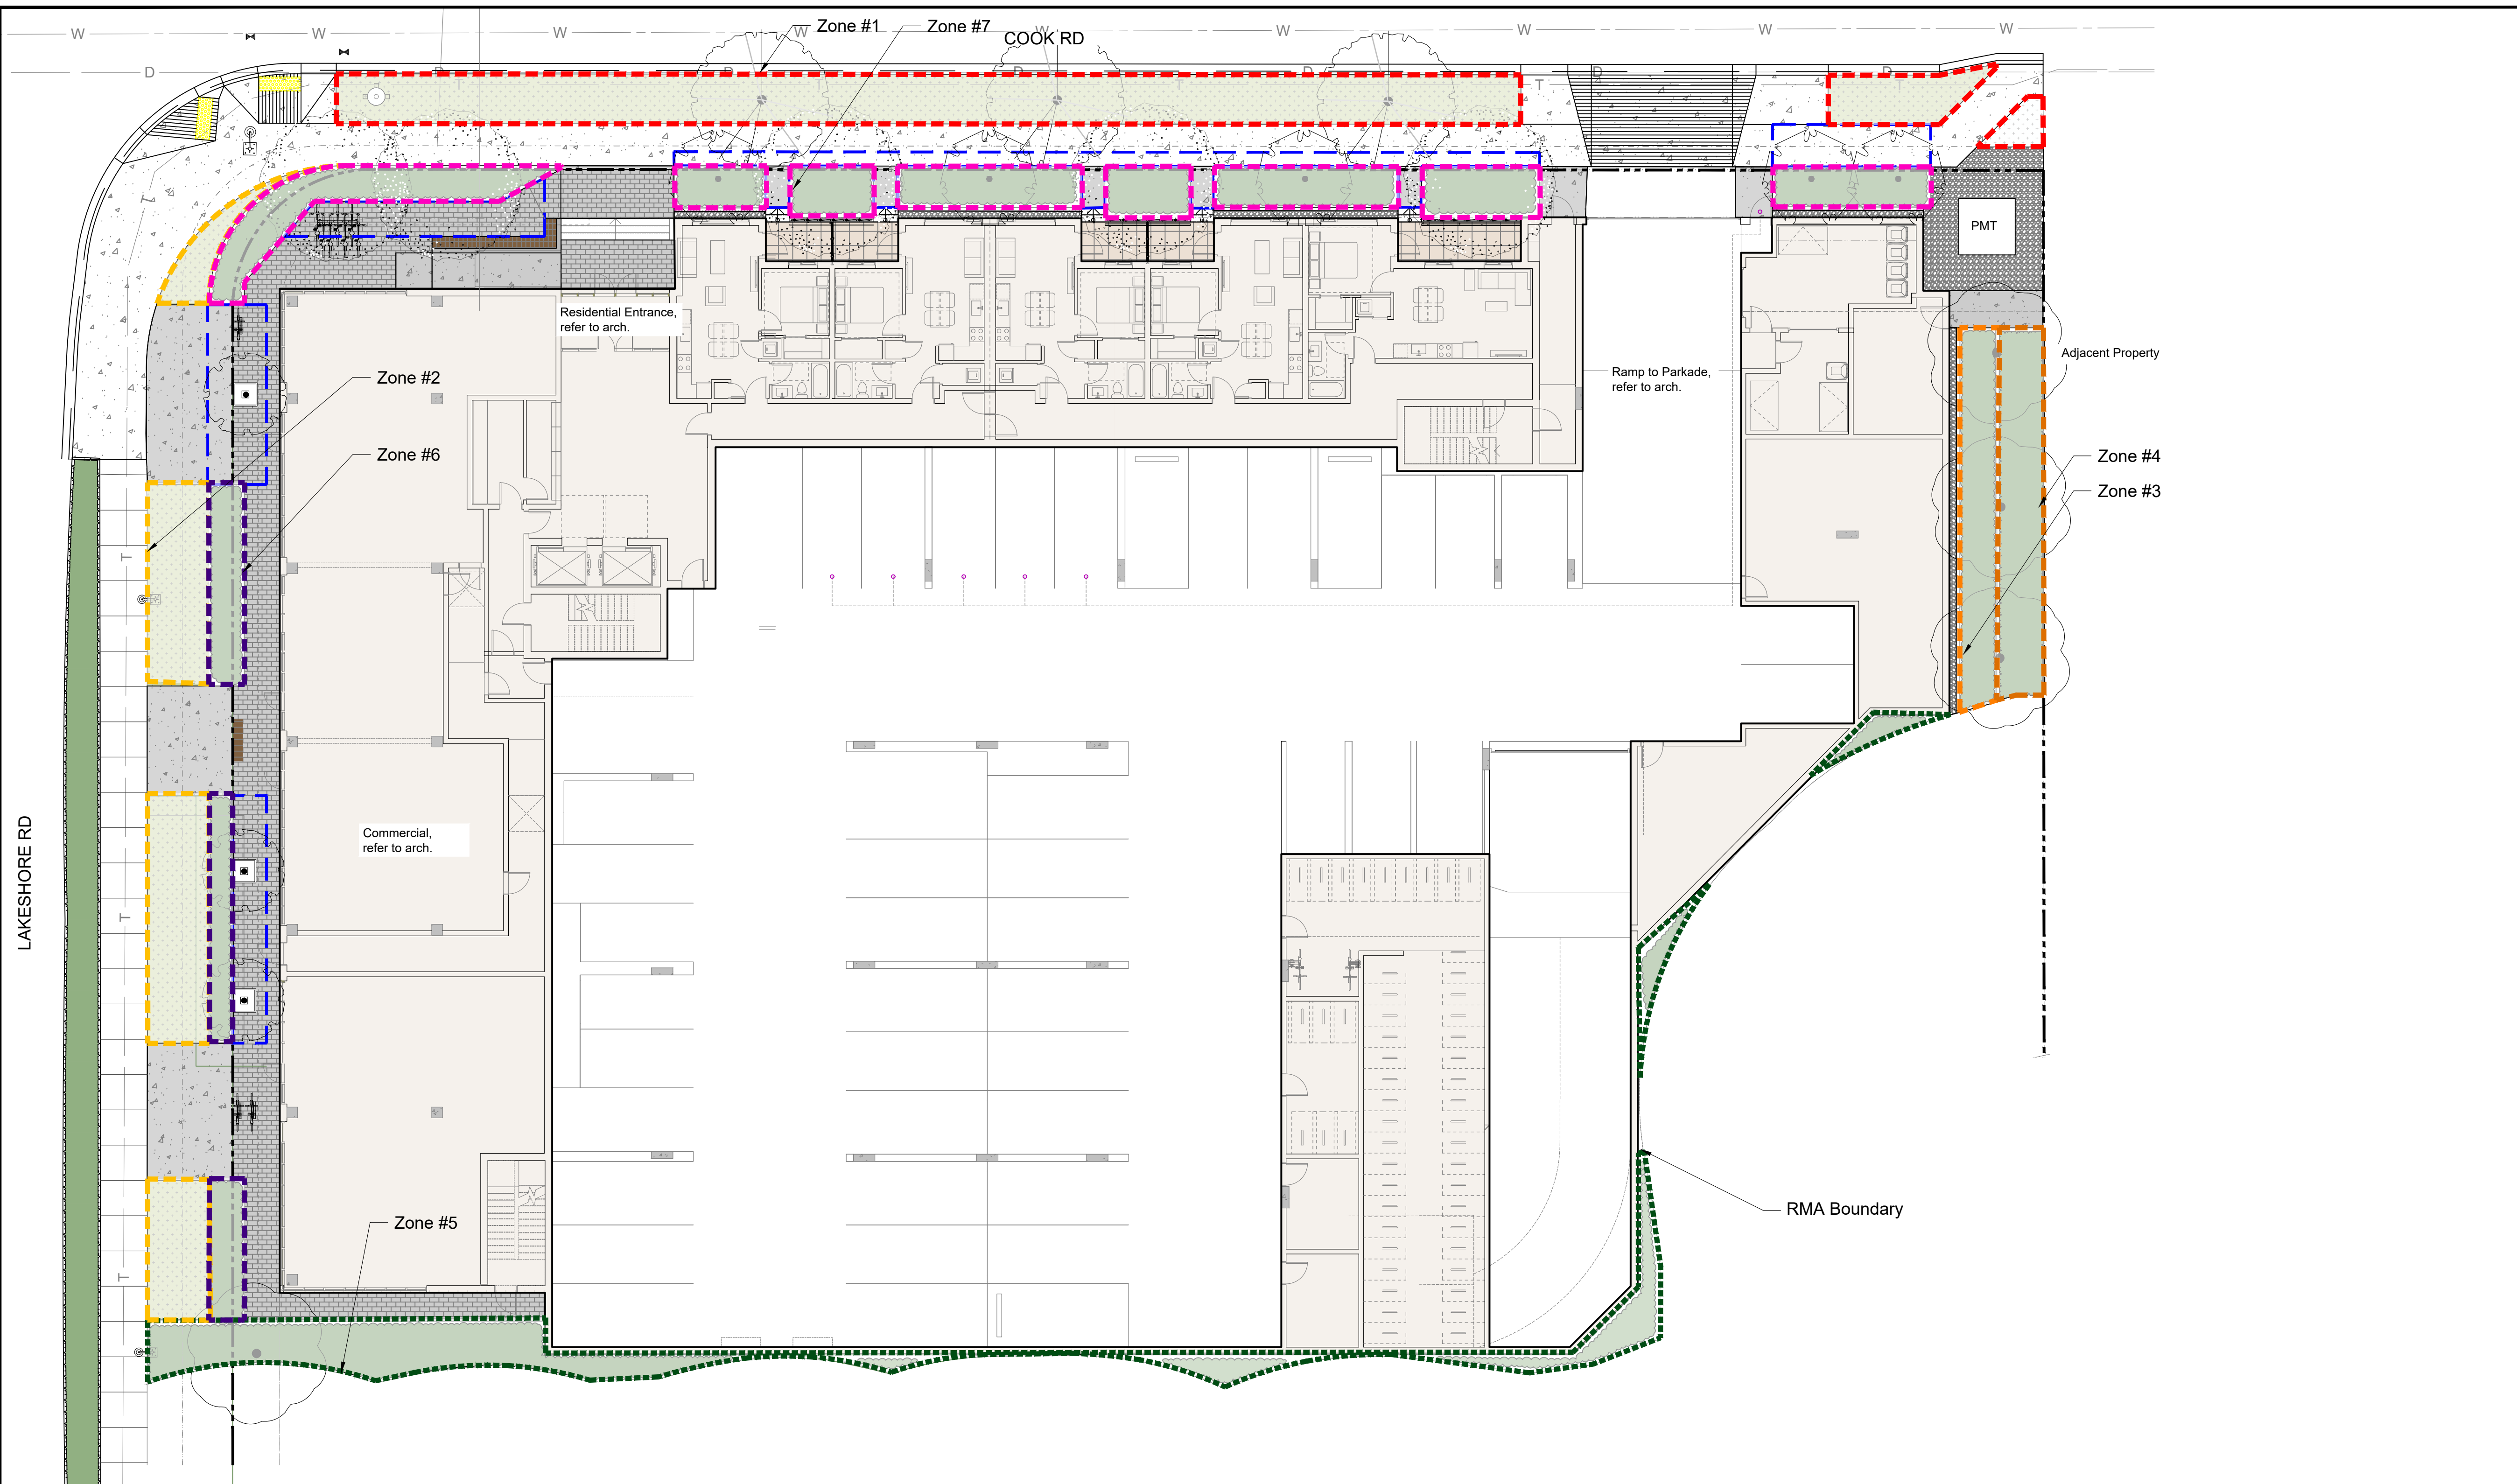 Zone #1
Zone #7
COOK RD
W W W W W W W W W
D D D D D D D
T T T T T T
PMT
Residential Entrance,
refer to arch.
Adjacent Property
Ramp to Parkade,
refer to arch.
Zone #2
Zone #6
Zone #4
Zone #3
T
T
T
T
LAKESHORE RD
Commercial,
refer to arch.
Zone #5
RMA Boundary